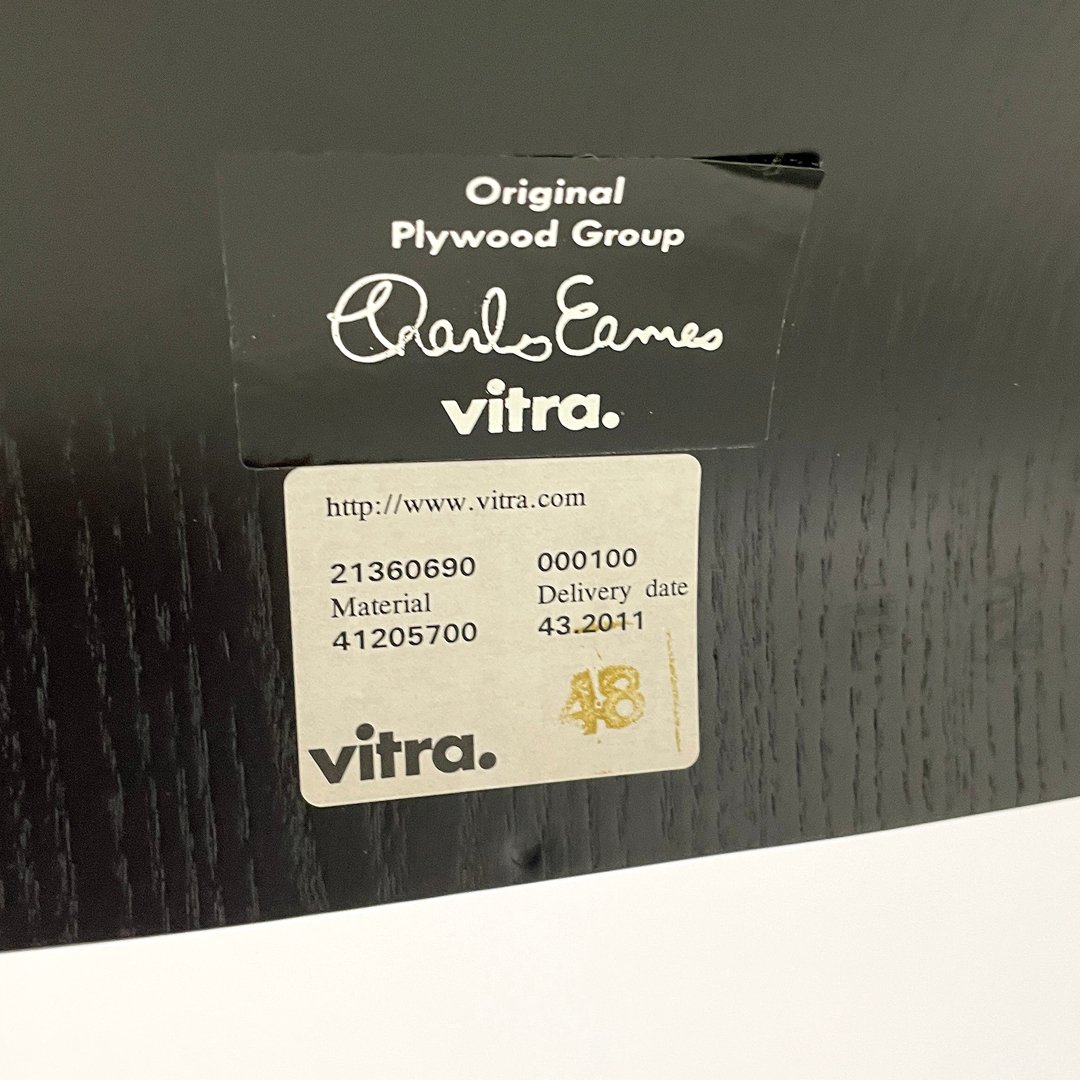 Original
Plywood Group
Charles Eames
vitra.
http://www.vitra.com
21360690 000100
Material Delivery date
41205700 43.2011
48
vitra.